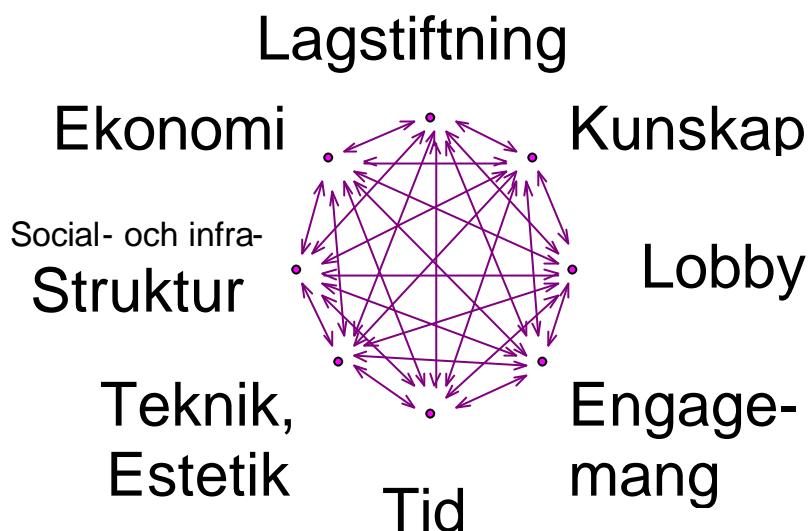 Lagstiftning
Ekonomi
Kunskap
Social- och infra-
Struktur
Lobby
Teknik,
Estetik
Engage-
mang
Tid